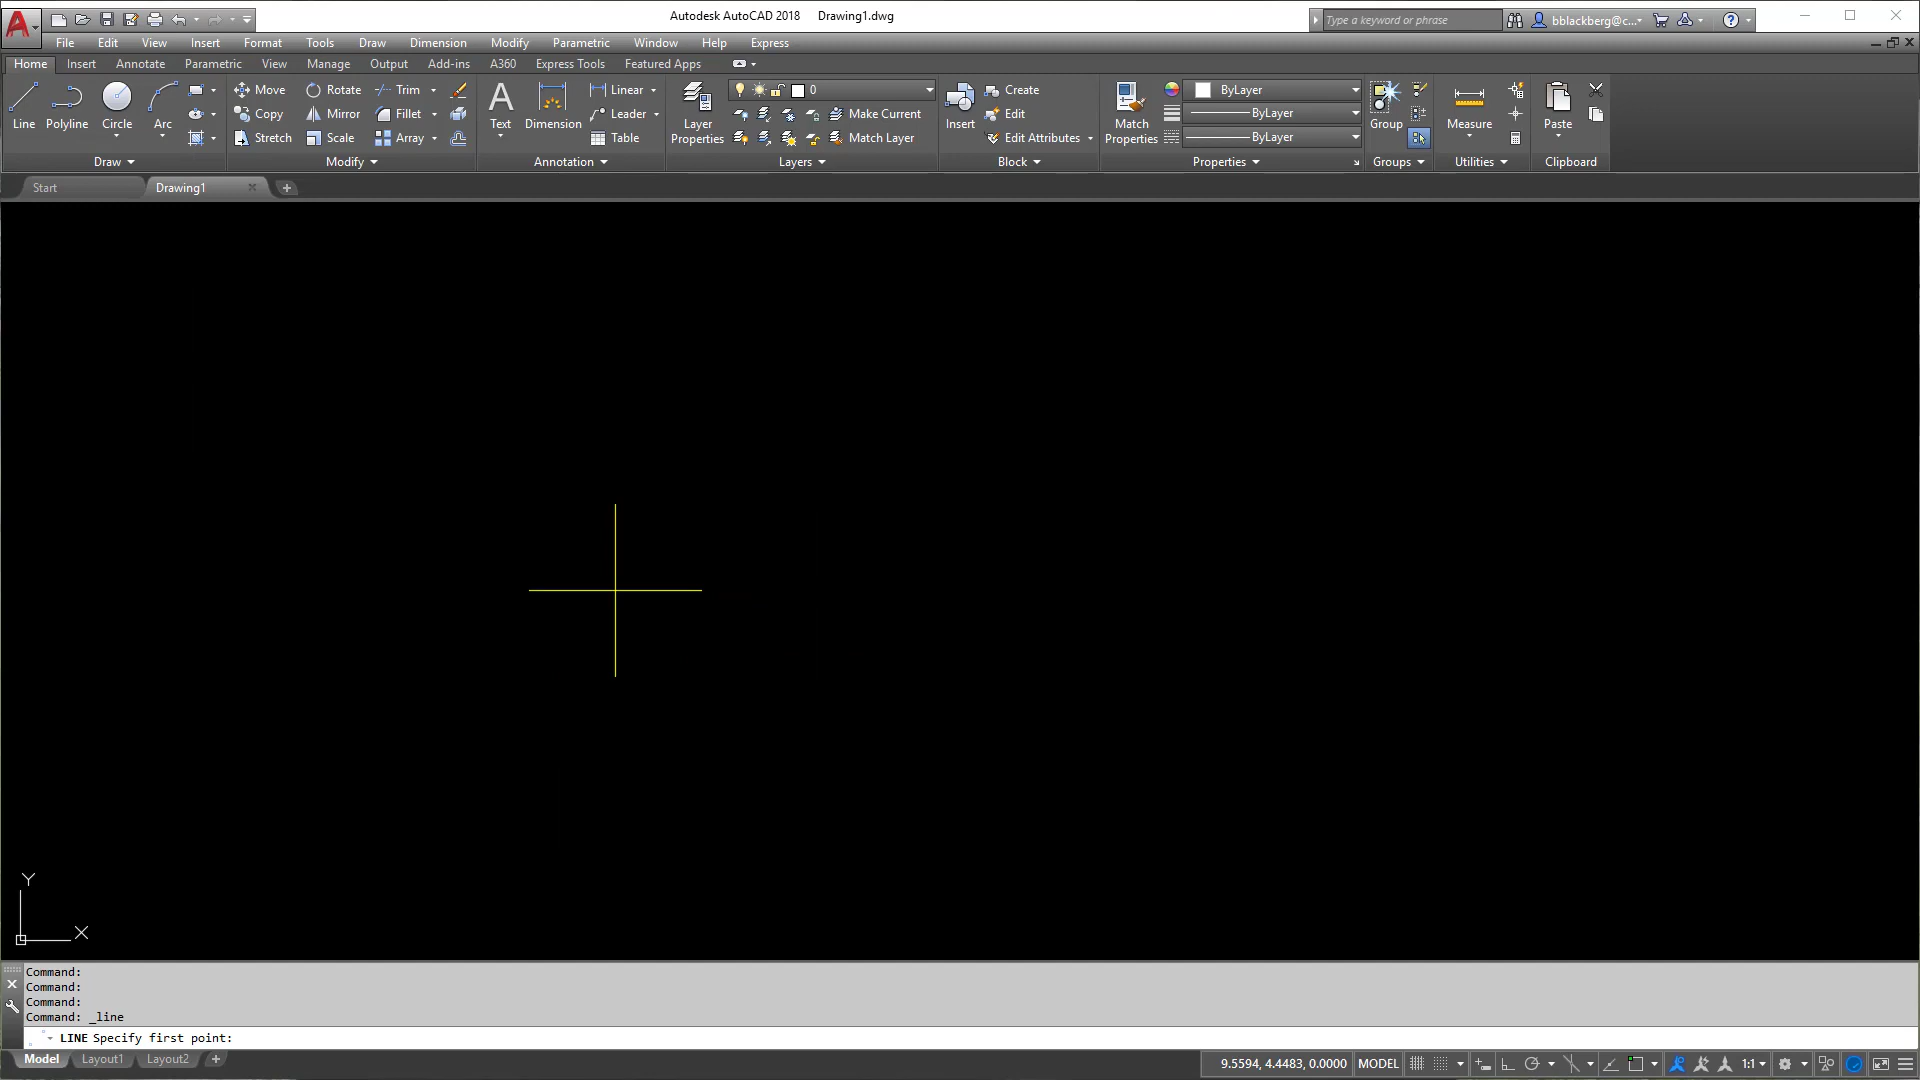 Autodesk AutoCAD 2018 Drawing1.dwg
Type a keyword or phrase
bblackberg@c...
File Edit View Insert Format Tools Draw Dimension Modify Parametric Window Help Express
Home Insert Annotate Parametric View Manage Output Add-ins A360 Express Tools Featured Apps
Line Polyline Circle Arc
Move Rotate Trim
Copy Mirror Fillet
Stretch Scale Array
Text Dimension
Linear
Leader
Table
Layer Properties
0
Make Current
Match Layer
Insert
Create
Edit
Edit Attributes
Match Properties
ByLayer
ByLayer
ByLayer
Group
Measure
Paste
Draw Modify Annotation Layers Block Properties Groups Utilities Clipboard
Start Drawing1
Y
X
Command:
Command:
Command:
Command: _line
LINE Specify first point:
Model Layout1 Layout2
9.5594, 4.4483, 0.0000 MODEL 1:1